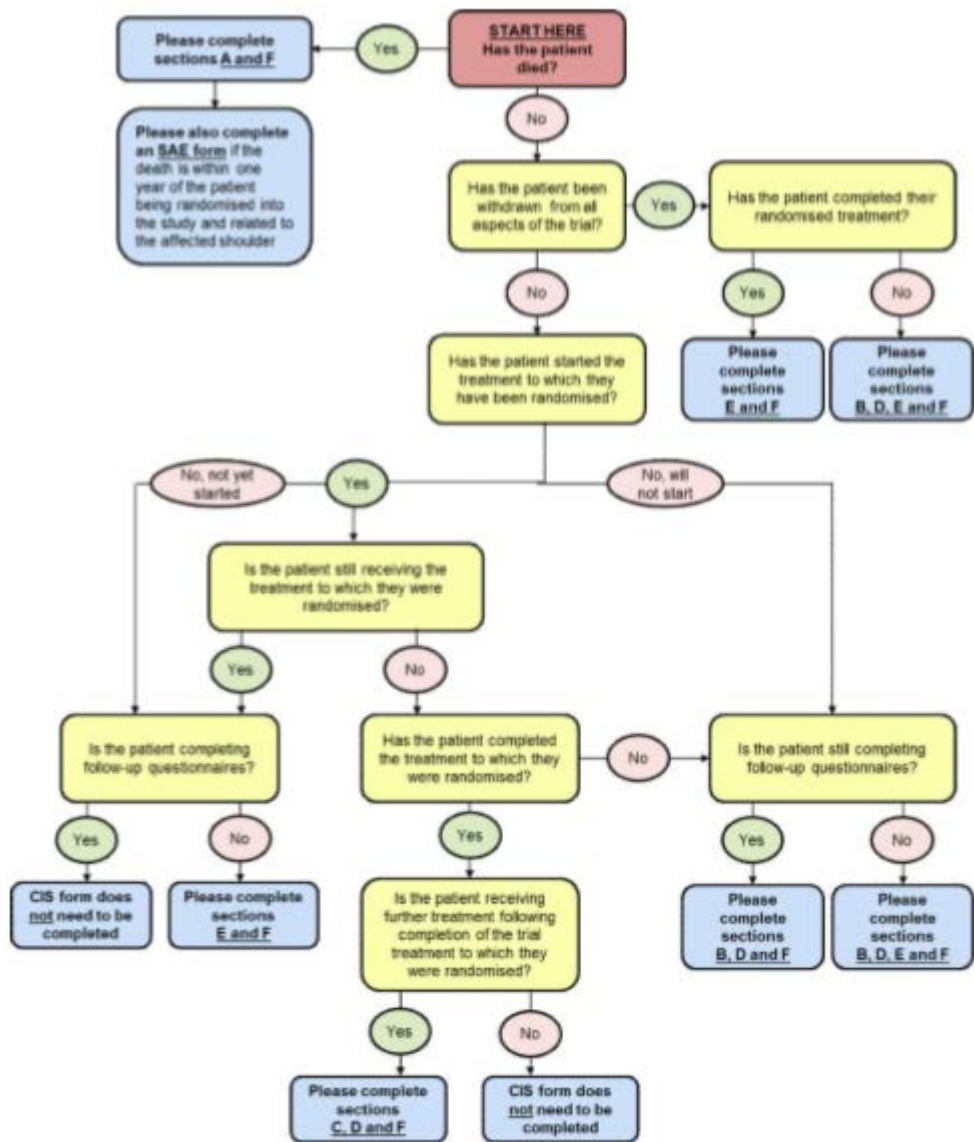 START HERE
Has the patient
died?
Yes
Please complete
sections A and F
Please also complete
an SAE form if the
death is within one
year of the patient
being randomised into
the study and related to
the affected shoulder
No
Has the patient been
withdrawn from all
aspects of the trial?
Yes
Has the patient completed their
randomised treatment?
Yes
No
Please
complete
sections
E and F
Please
complete
sections
B, D, E and F
No
Has the patient started the
treatment to which they
have been randomised?
No, not yet
started
Yes
No, will
not start
Is the patient still receiving the
treatment to which they were
randomised?
Yes
No
Is the patient completing
follow-up questionnaires?
Has the patient completed
the treatment to which they
were randomised?
No
Is the patient still completing
follow-up questionnaires?
Yes
No
Yes
Yes
No
CIS form does
not need to be
completed
Please complete
sections
E and F
Is the patient receiving
further treatment following
completion of the trial
treatment to which they
were randomised?
Please
complete
sections
B, D and F
Please
complete
sections
B, D, E and F
Yes
No
Please complete
sections
C, D and F
CIS form does
not need to be
completed